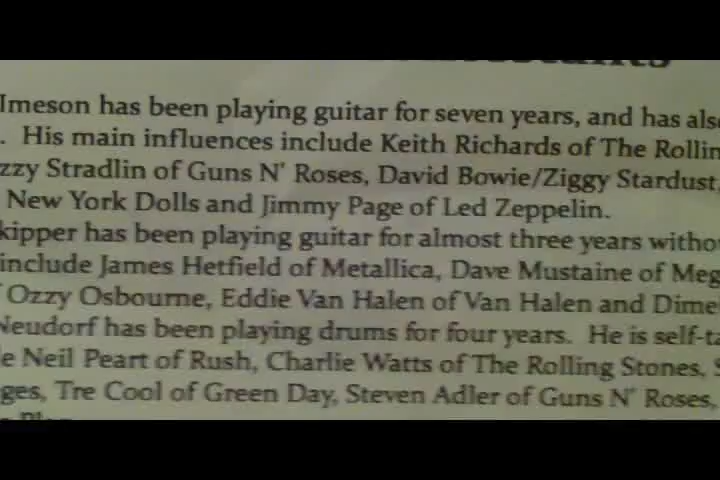 Imeson has been playing guitar for seven years, and has also
. His main influences include Keith Richards of The Rollin
zzy Stradlin of Guns N' Roses, David Bowie/Ziggy Stardust,
New York Dolls and Jimmy Page of Led Zeppelin.
kipper has been playing guitar for almost three years witho
include James Hetfield of Metallica, Dave Mustaine of Meg
Ozzy Osbourne, Eddie Van Halen of Van Halen and Dime
Neudorf has been playing drums for four years. He is self-ta
e Neil Peart of Rush, Charlie Watts of The Rolling Stones, S
ges, Tre Cool of Green Day, Steven Adler of Guns N' Roses,